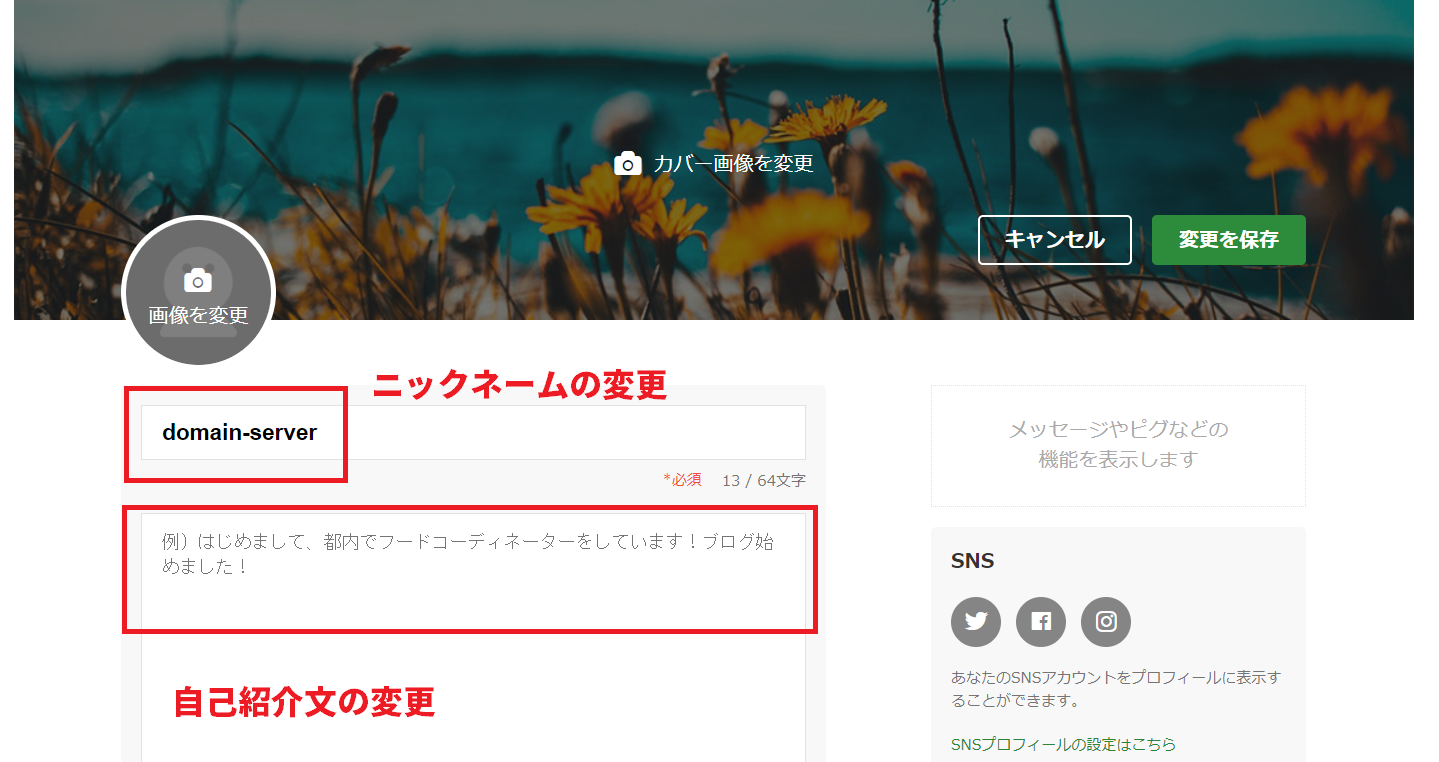 カバー画像を変更
キャンセル
変更を保存
画像を変更
ニックネームの変更
domain-server
*必須 13 / 64文字
例）はじめまして、都内でフードコーディネーターをしています！ブログ始
めました！
自己紹介文の変更
メッセージやピグなどの
機能を表示します
SNS
あなたのSNSアカウントをプロフィールに表示す
ることができます。
SNSプロフィールの設定はこちら